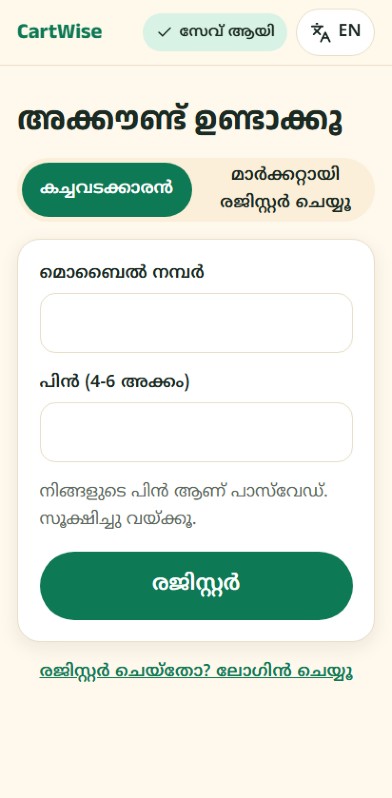 CartWise
സേവ് ആയി
EN
അക്കൗണ്ട് ഉണ്ടാക്കൂ
കച്ചവടക്കാരൻ
മാർക്കറ്റായി
രജിസ്റ്റർ ചെയ്യൂ
മൊബൈൽ നമ്പർ
പിൻ (4-6 അക്കം)
നിങ്ങളുടെ പിൻ ആണ് പാസ്‌വേഡ്.
സൂക്ഷിച്ചു വയ്ക്കൂ.
രജിസ്റ്റർ
രജിസ്റ്റർ ചെയ്തോ? ലോഗിൻ ചെയ്യൂ